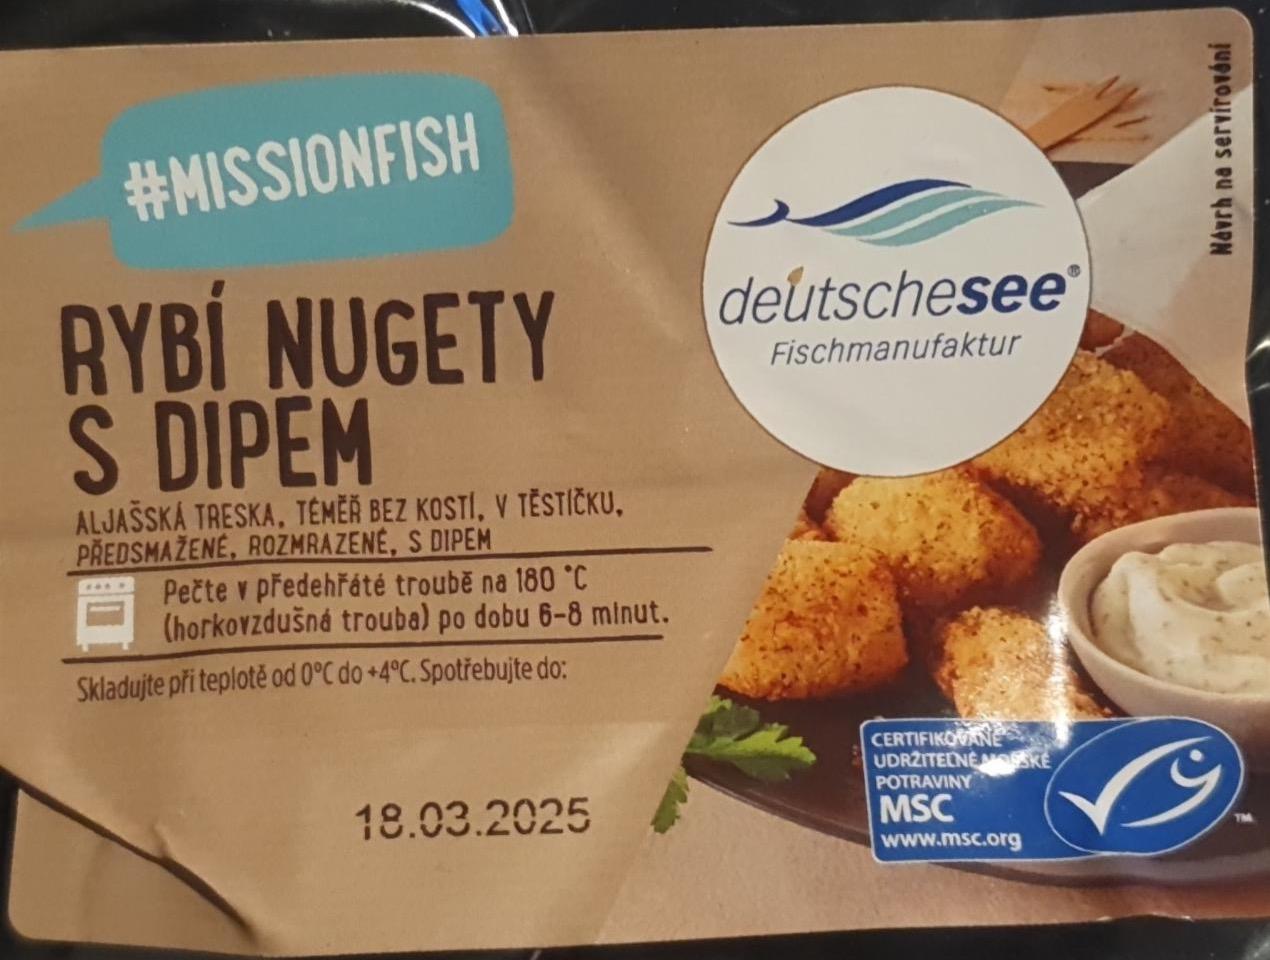 #MISSIONFISH
deutschesee®
Fischmanufaktur
Návrh na servírování
RYBÍ NUGETY
S DIPEM
ALJAŠSKÁ TRESKA, TÉMĚŘ BEZ KOSTÍ, V TĚSTÍČKU,
PŘEDSMAŽENÉ, ROZMRAZENÉ, S DIPEM
Pečte v předehřáté troubě na 180 °C
(horkovzdušná trouba) po dobu 6-8 minut.
Skladujte při teplotě od 0°C do +4°C. Spotřebujte do:
18.03.2025
CERTIFIKOVANÉ
UDRŽITELNÉ MOŘSKÉ
POTRAVINY
MSC
www.msc.org
TM